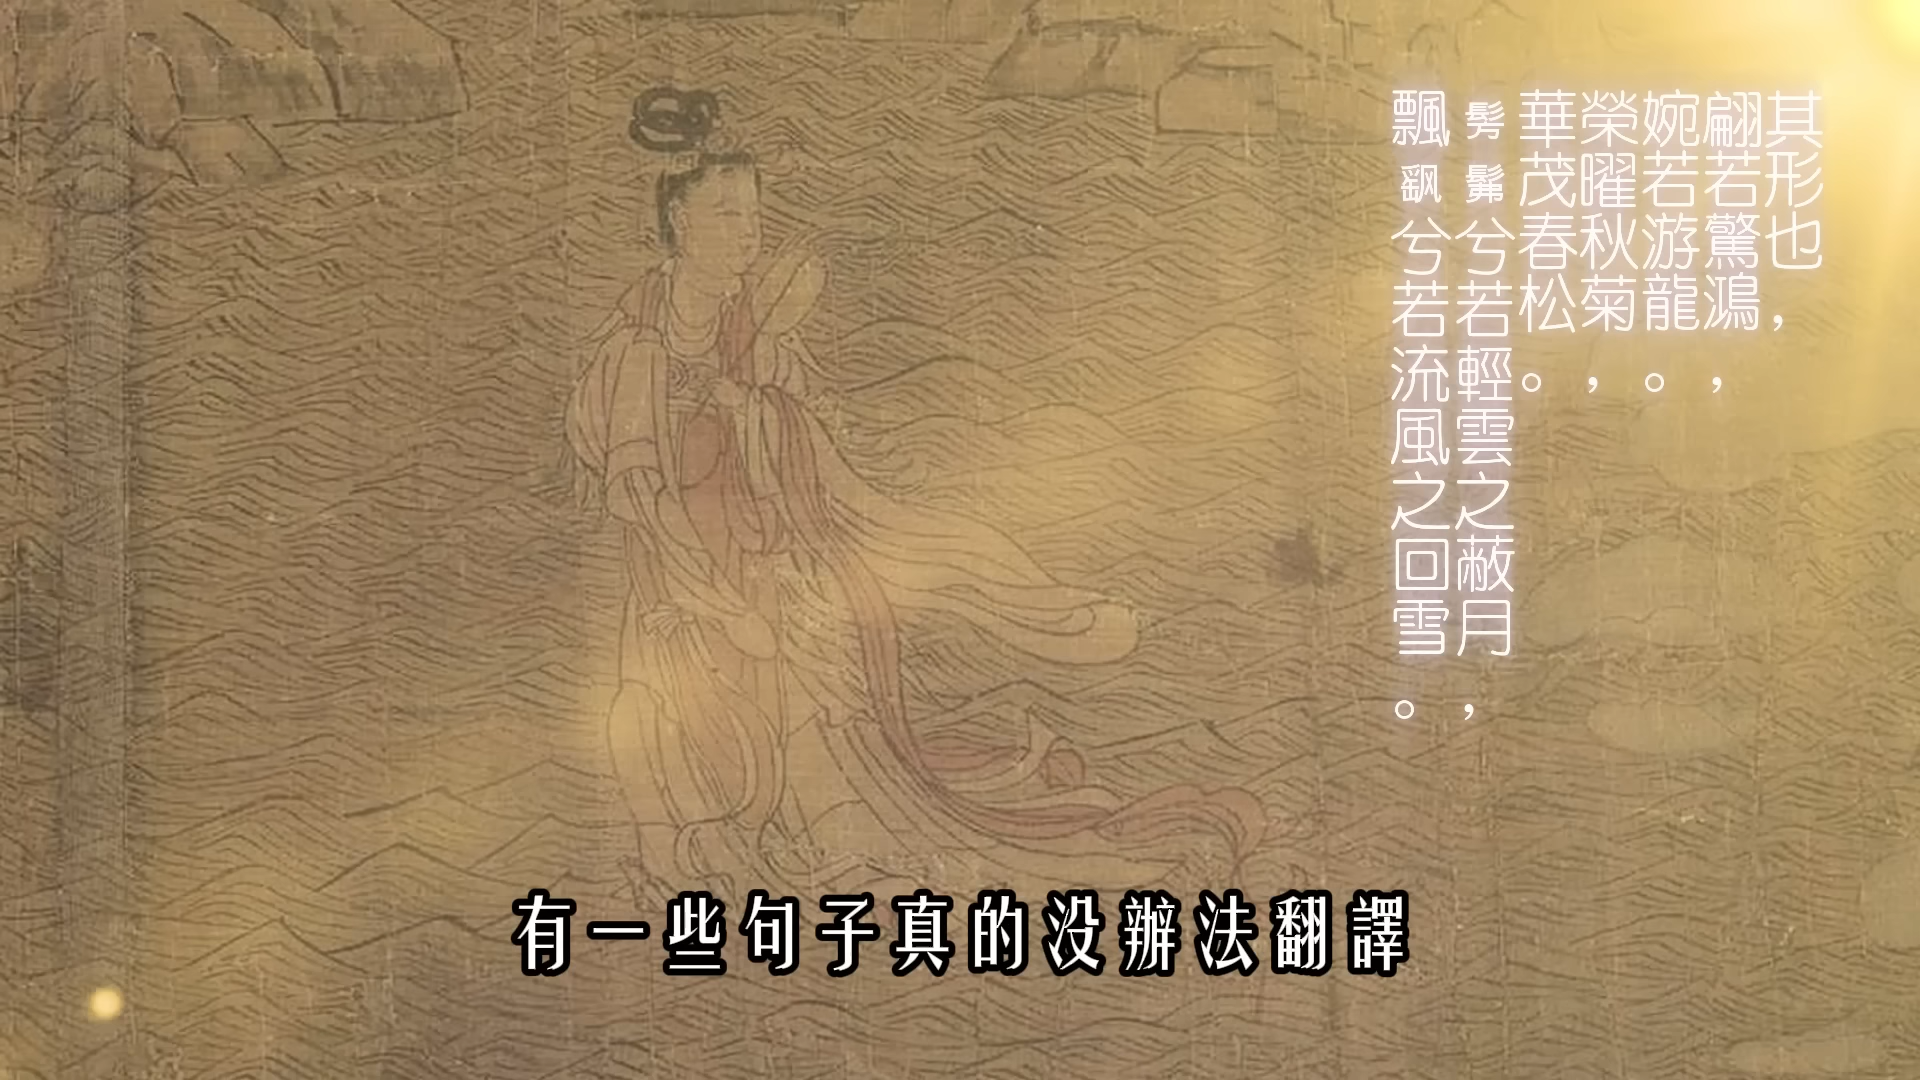 其形也，
翩若驚鴻，
婉若游龍。
榮曜秋菊，
華茂春松。
髣髴兮若輕雲之蔽月，
飄飖兮若流風之回雪。
有一些句子真的没辦法翻譯